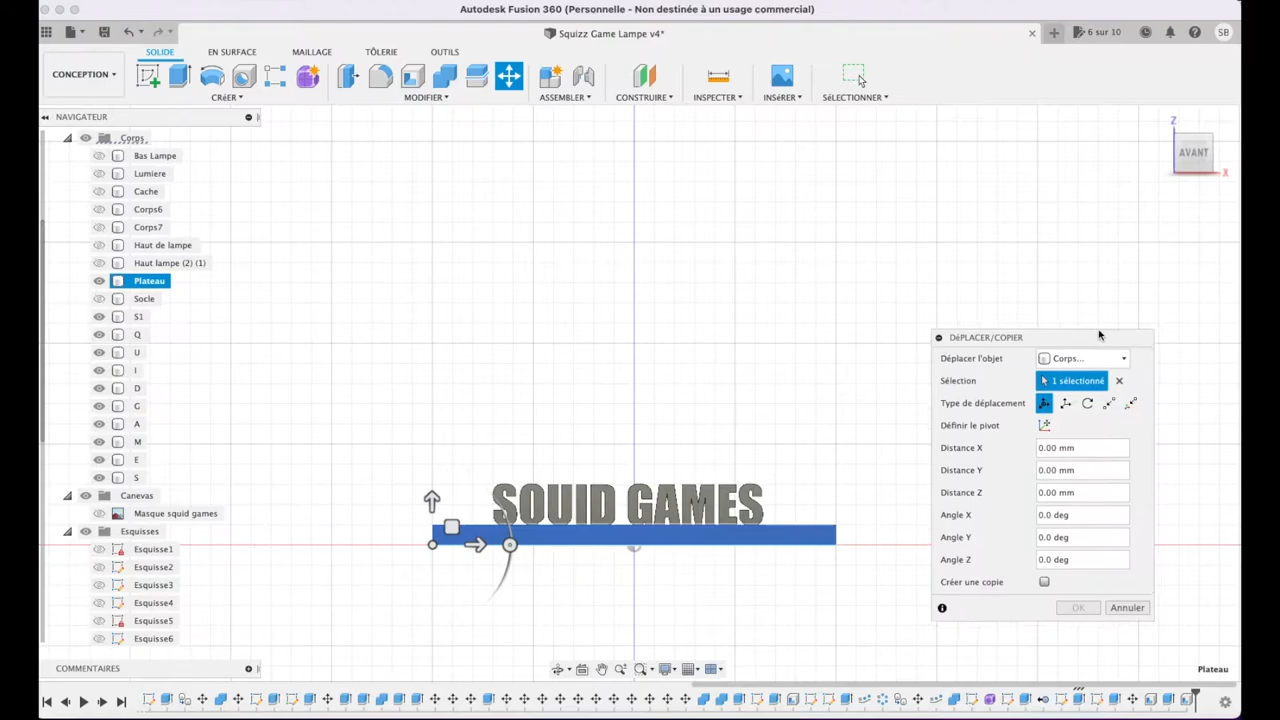 Autodesk Fusion 360 (Personnelle - Non destinée à un usage commercial)
Squizz Game Lampe v4*
6 sur 10
SB
CONCEPTION
SOLIDE
EN SURFACE
MAILLAGE
TÔLERIE
OUTILS
CRÉER
MODIFIER
ASSEMBLER
CONSTRUIRE
INSPECTER
INSÉRER
SÉLECTIONNER
NAVIGATEUR
Corps
Bas Lampe
Lumiere
Cache
Corps6
Corps7
Haut de lampe
Haut lampe (2) (1)
Plateau
Socle
S1
Q
U
I
D
G
A
M
E
S
Canevas
Masque squid games
Esquisses
Esquisse1
Esquisse2
Esquisse3
Esquisse4
Esquisse5
Esquisse6
COMMENTAIRES
Z
AVANT
X
SQUID GAMES
DéPLACER/COPIER
Déplacer l'objet
Corps...
Sélection
1 sélectionné
Type de déplacement
Définir le pivot
Distance X
0.00 mm
Distance Y
0.00 mm
Distance Z
0.00 mm
Angle X
0.0 deg
Angle Y
0.0 deg
Angle Z
0.0 deg
Créer une copie
OK
Annuler
Plateau